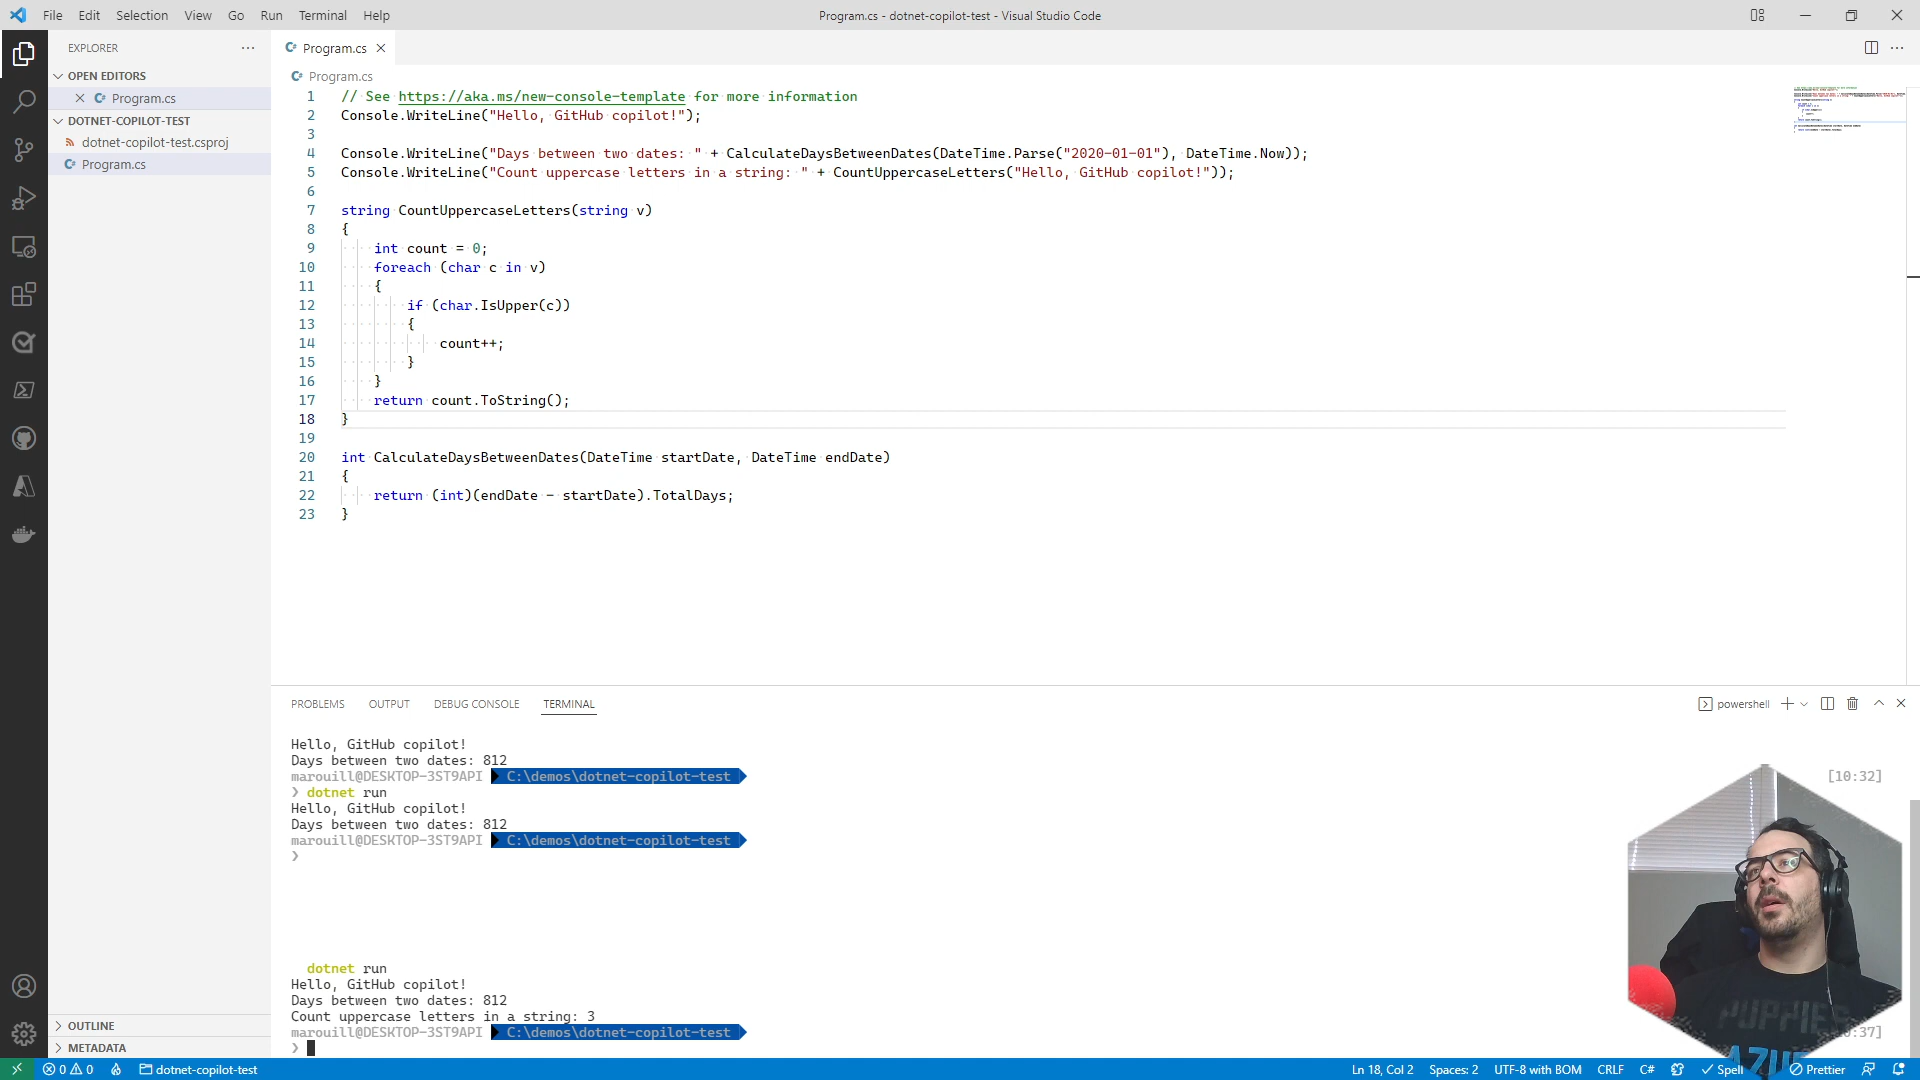 File Edit Selection View Go Run Terminal Help
Program.cs - dotnet-copilot-test - Visual Studio Code
EXPLORER
OPEN EDITORS
Program.cs
DOTNET-COPILOT-TEST
dotnet-copilot-test.csproj
Program.cs
OUTLINE
METADATA
Program.cs
Program.cs
1 // See https://aka.ms/new-console-template for more information
2 Console.WriteLine("Hello, GitHub copilot!");
3
4 Console.WriteLine("Days between two dates: " + CalculateDaysBetweenDates(DateTime.Parse("2020-01-01"), DateTime.Now));
5 Console.WriteLine("Count uppercase letters in a string: " + CountUppercaseLetters("Hello, GitHub copilot!"));
6
7 string CountUppercaseLetters(string v)
8 {
9 int count = 0;
10 foreach (char c in v)
11 {
12 if (char.IsUpper(c))
13 {
14 count++;
15 }
16 }
17 return count.ToString();
18 }
19
20 int CalculateDaysBetweenDates(DateTime startDate, DateTime endDate)
21 {
22 return (int)(endDate - startDate).TotalDays;
23 }
PROBLEMS OUTPUT DEBUG CONSOLE TERMINAL
powershell
Hello, GitHub copilot!
Days between two dates: 812
marouill@DESKTOP-3ST9API C:\demos\dotnet-copilot-test [10:32]
❯ dotnet run
Hello, GitHub copilot!
Days between two dates: 812
marouill@DESKTOP-3ST9API C:\demos\dotnet-copilot-test
❯
dotnet run
Hello, GitHub copilot!
Days between two dates: 812
Count uppercase letters in a string: 3
marouill@DESKTOP-3ST9API C:\demos\dotnet-copilot-test :37]
❯
PUPPIE
AZU
0 0 dotnet-copilot-test
Ln 18, Col 2 Spaces: 2 UTF-8 with BOM CRLF C# Spell Prettier